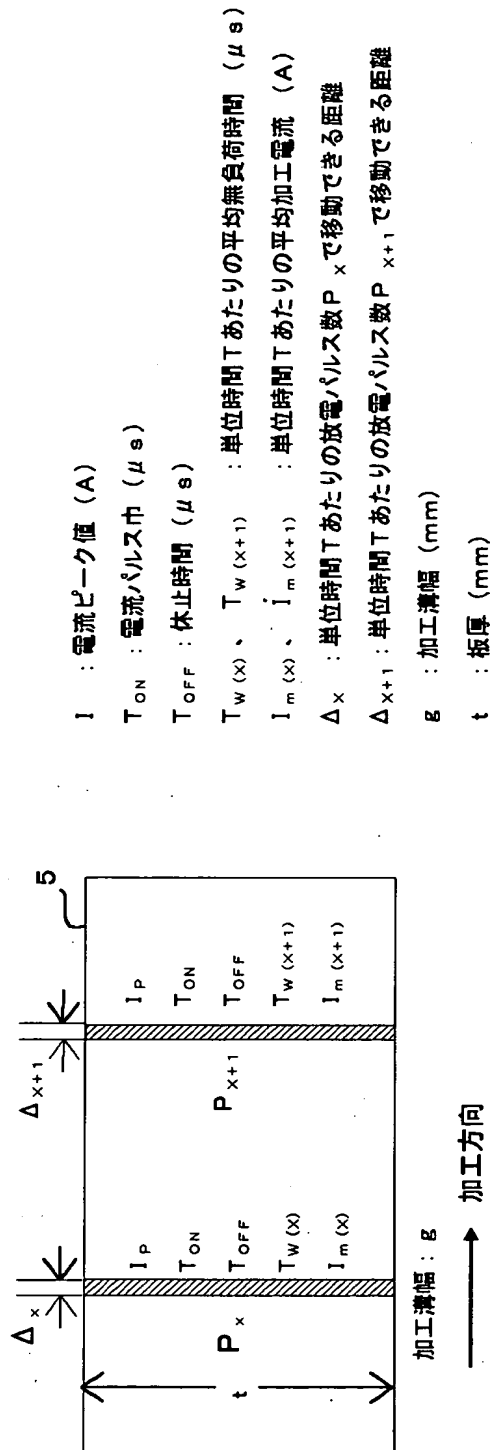 Δx
Δx+1
5
t
Px
IP
TON
TOFF
TW(x)
Im(x)
Px+1
IP
TON
TOFF
TW(x+1)
Im(x+1)
加工溝幅：g
加工方向
I ：電流ピーク値 (A)
TON ：電流パルス巾 (μs)
TOFF ：休止時間 (μs)
TW(x)、TW(x+1) ：単位時間Tあたりの平均無負荷時間 (μs)
Im(x)、Im(x+1) ：単位時間Tあたりの平均加工電流 (A)
Δx ：単位時間Tあたりの放電パルス数Pxで移動できる距離
Δx+1 ：単位時間Tあたりの放電パルス数Px+1で移動できる距離
g ：加工溝幅 (mm)
t ：板厚 (mm)